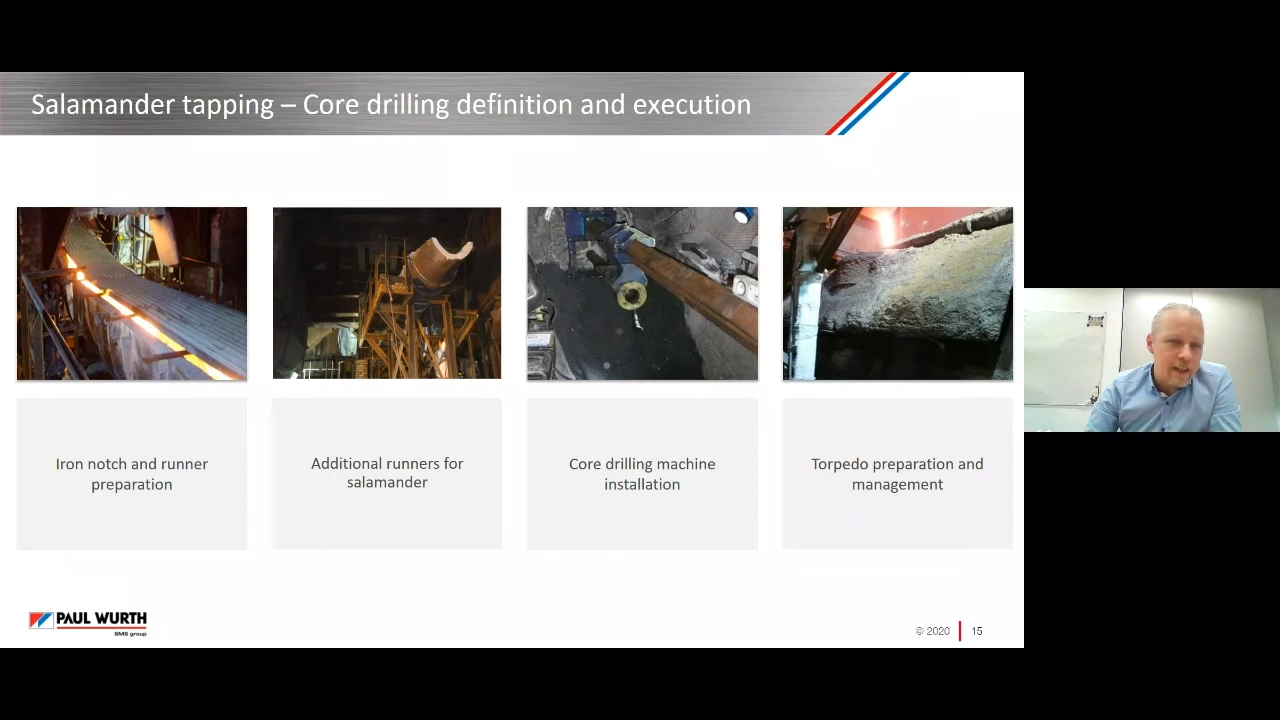 Salamander tapping – Core drilling definition and execution
Iron notch and runner
preparation
Additional runners for
salamander
Core drilling machine
installation
Torpedo preparation and
management
PAUL WURTH
SMS group
© 2020
15